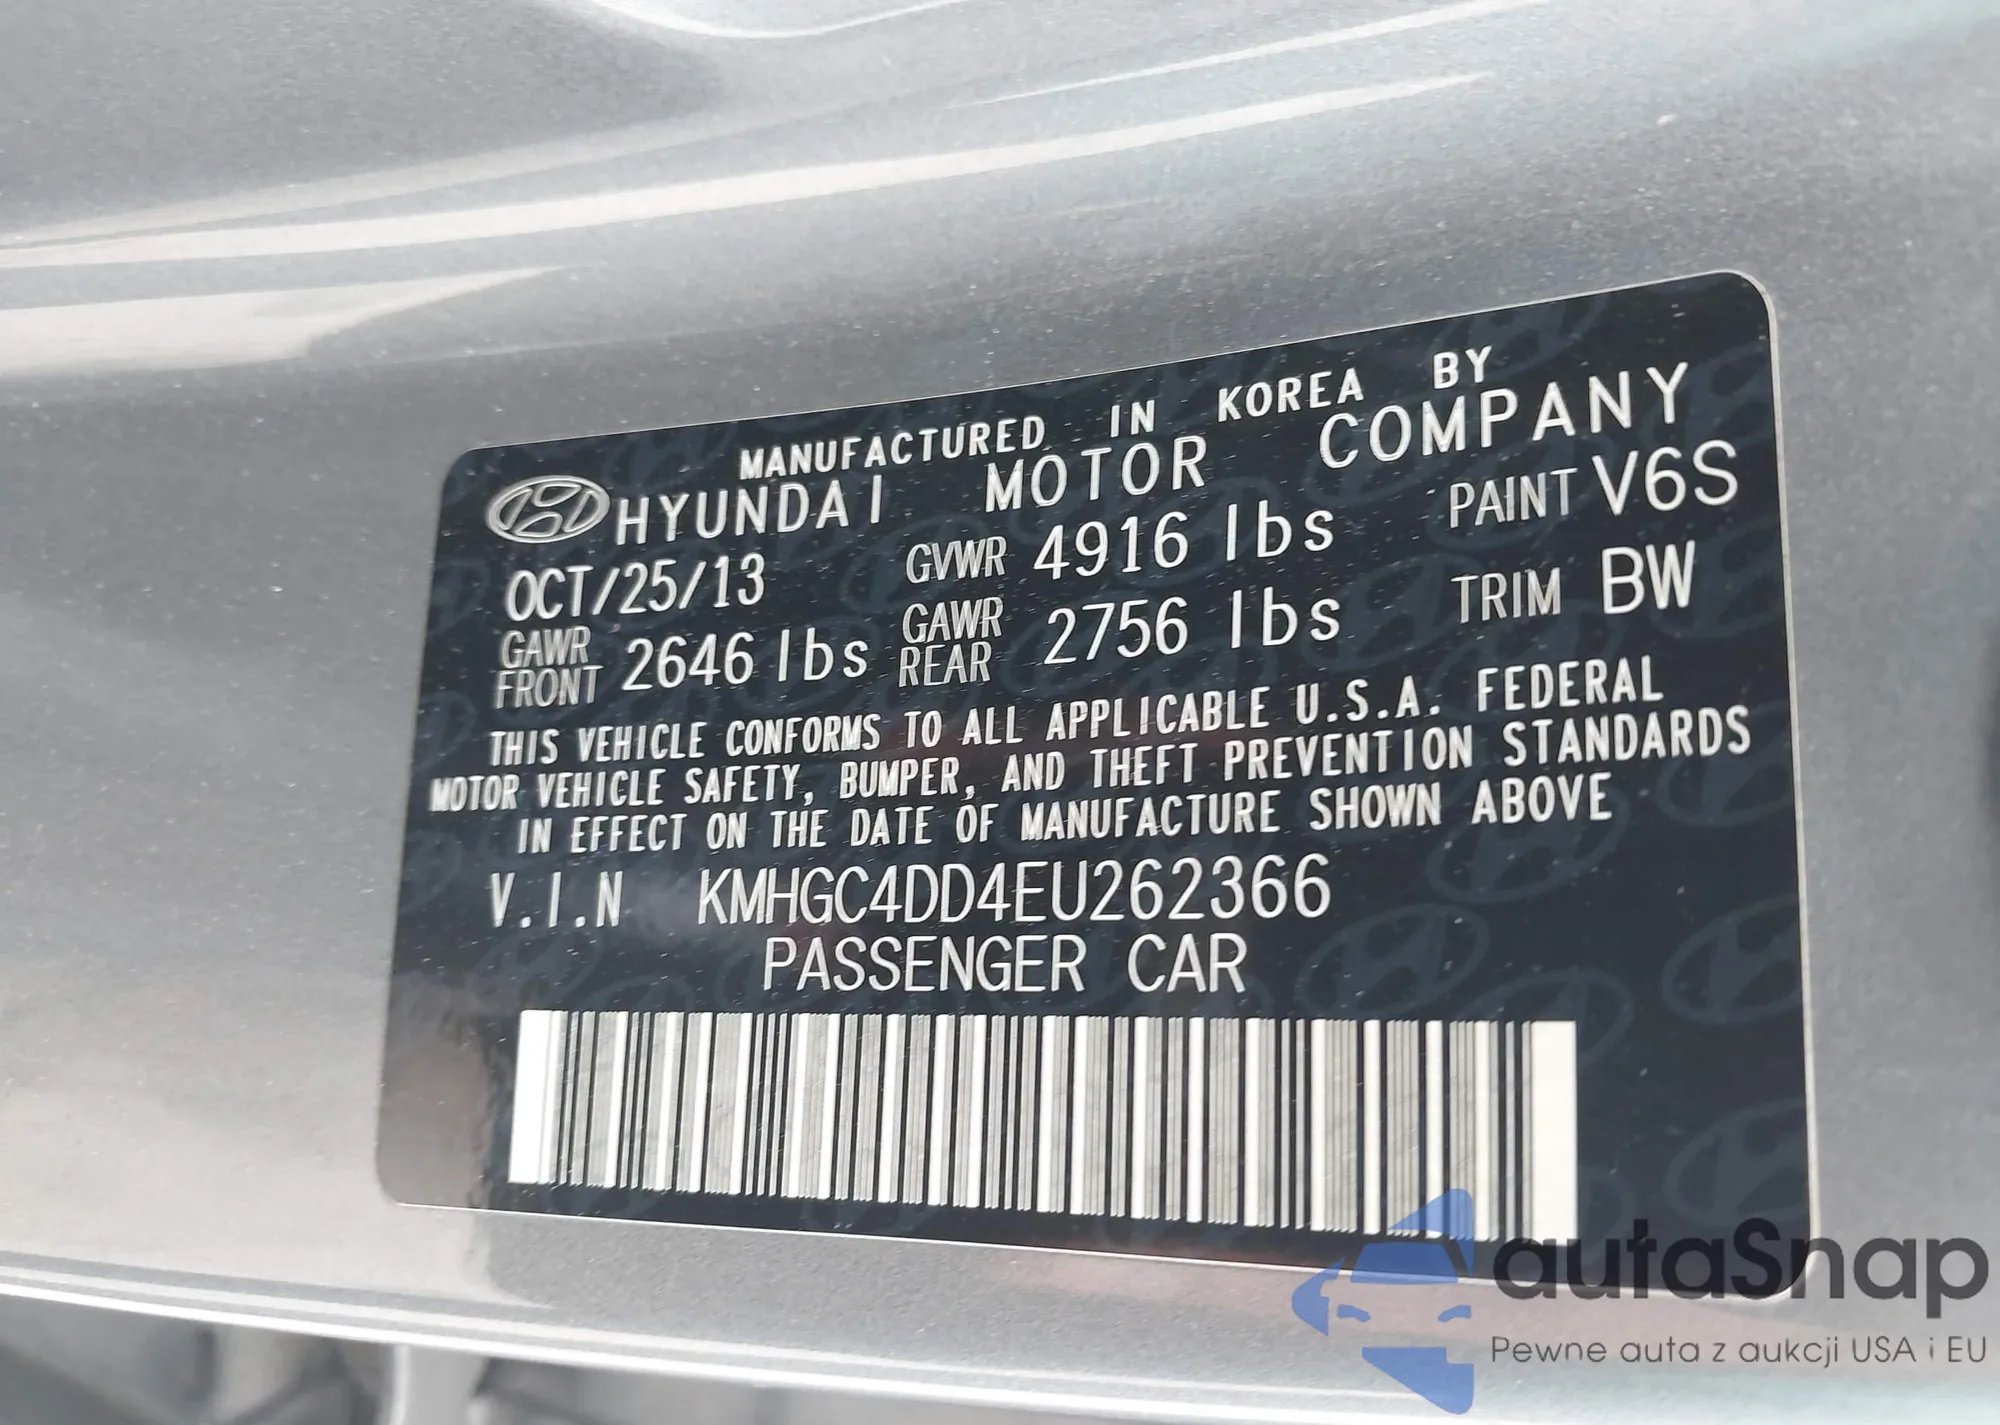 MANUFACTURED IN KOREA BY
HYUNDAI MOTOR COMPANY
OCT/25/13 GVWR 4916 lbs PAINT V6S
GAWR FRONT 2646 lbs GAWR REAR 2756 lbs TRIM BW
THIS VEHICLE CONFORMS TO ALL APPLICABLE U.S.A. FEDERAL
MOTOR VEHICLE SAFETY, BUMPER, AND THEFT PREVENTION STANDARDS
IN EFFECT ON THE DATE OF MANUFACTURE SHOWN ABOVE
V.I.N KMHGC4DD4EU262366
PASSENGER CAR
autaSnap
Pewne auta z aukcji USA i EU